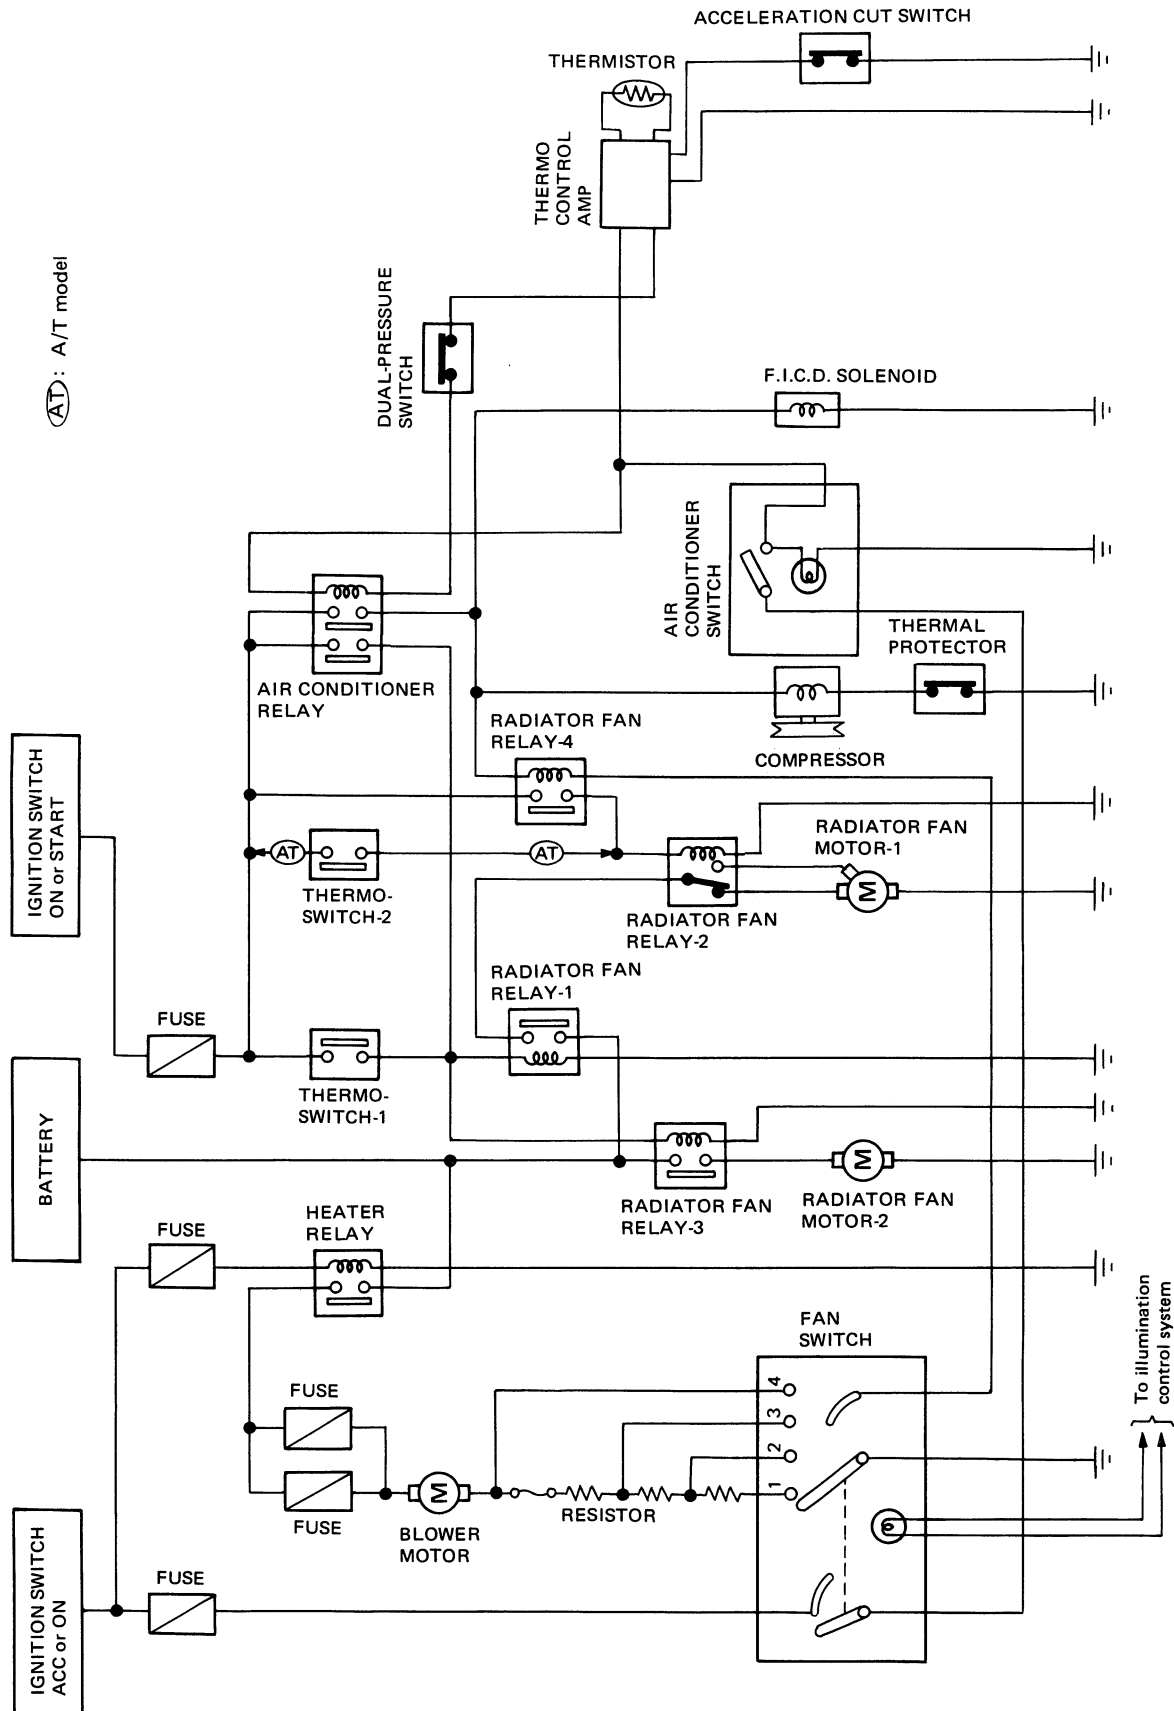 ACCELERATION CUT SWITCH
THERMISTOR
THERMO
CONTROL
AMP
AT : A/T model
DUAL-PRESSURE
SWITCH
F.I.C.D. SOLENOID
AIR
CONDITIONER
SWITCH
THERMAL
PROTECTOR
AIR CONDITIONER
RELAY
RADIATOR FAN
RELAY-4
COMPRESSOR
IGNITION SWITCH
ON or START
AT
AT
THERMO-
SWITCH-2
RADIATOR FAN
MOTOR-1
M
RADIATOR FAN
RELAY-2
RADIATOR FAN
RELAY-1
FUSE
THERMO-
SWITCH-1
BATTERY
M
RADIATOR FAN
RELAY-3
RADIATOR FAN
MOTOR-2
HEATER
RELAY
FUSE
FAN
SWITCH
To illumination
control system
FUSE
4
3
2
1
M
FUSE
BLOWER
MOTOR
RESISTOR
IGNITION SWITCH
ACC or ON
FUSE